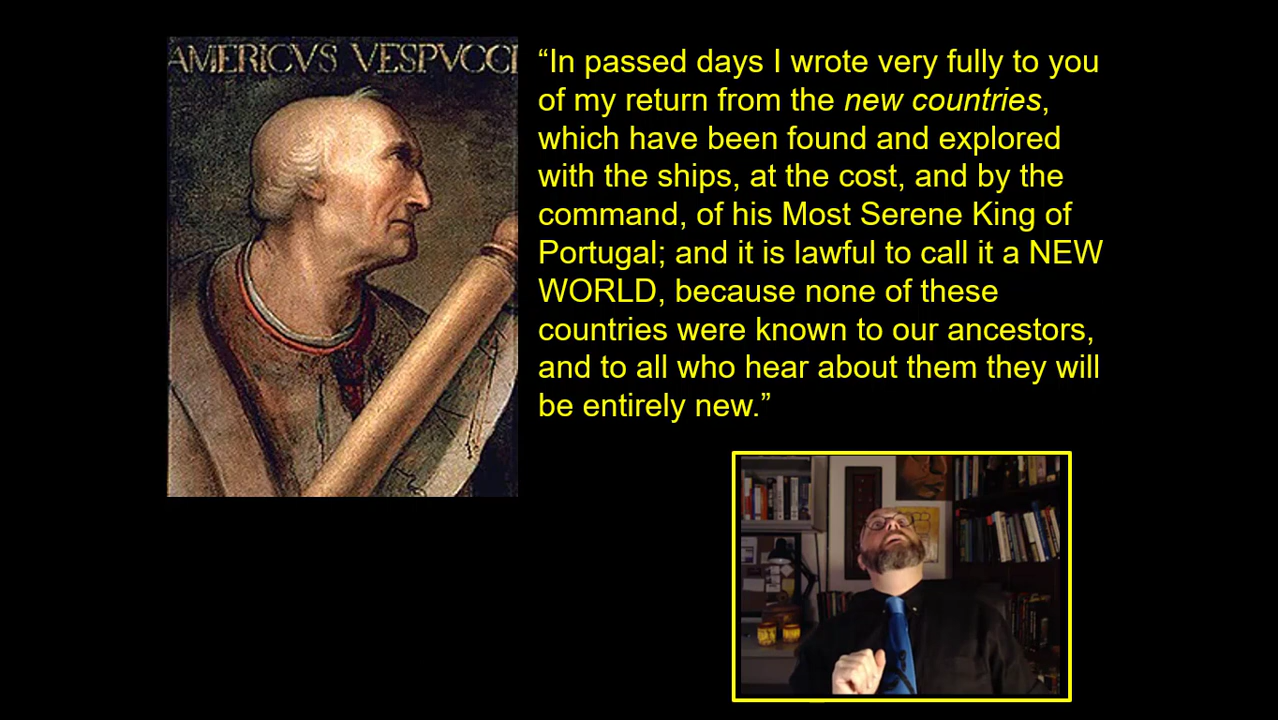 AMERICVS VESPVCCI
“In passed days I wrote very fully to you
of my return from the new countries,
which have been found and explored
with the ships, at the cost, and by the
command, of his Most Serene King of
Portugal; and it is lawful to call it a NEW
WORLD, because none of these
countries were known to our ancestors,
and to all who hear about them they will
be entirely new.”